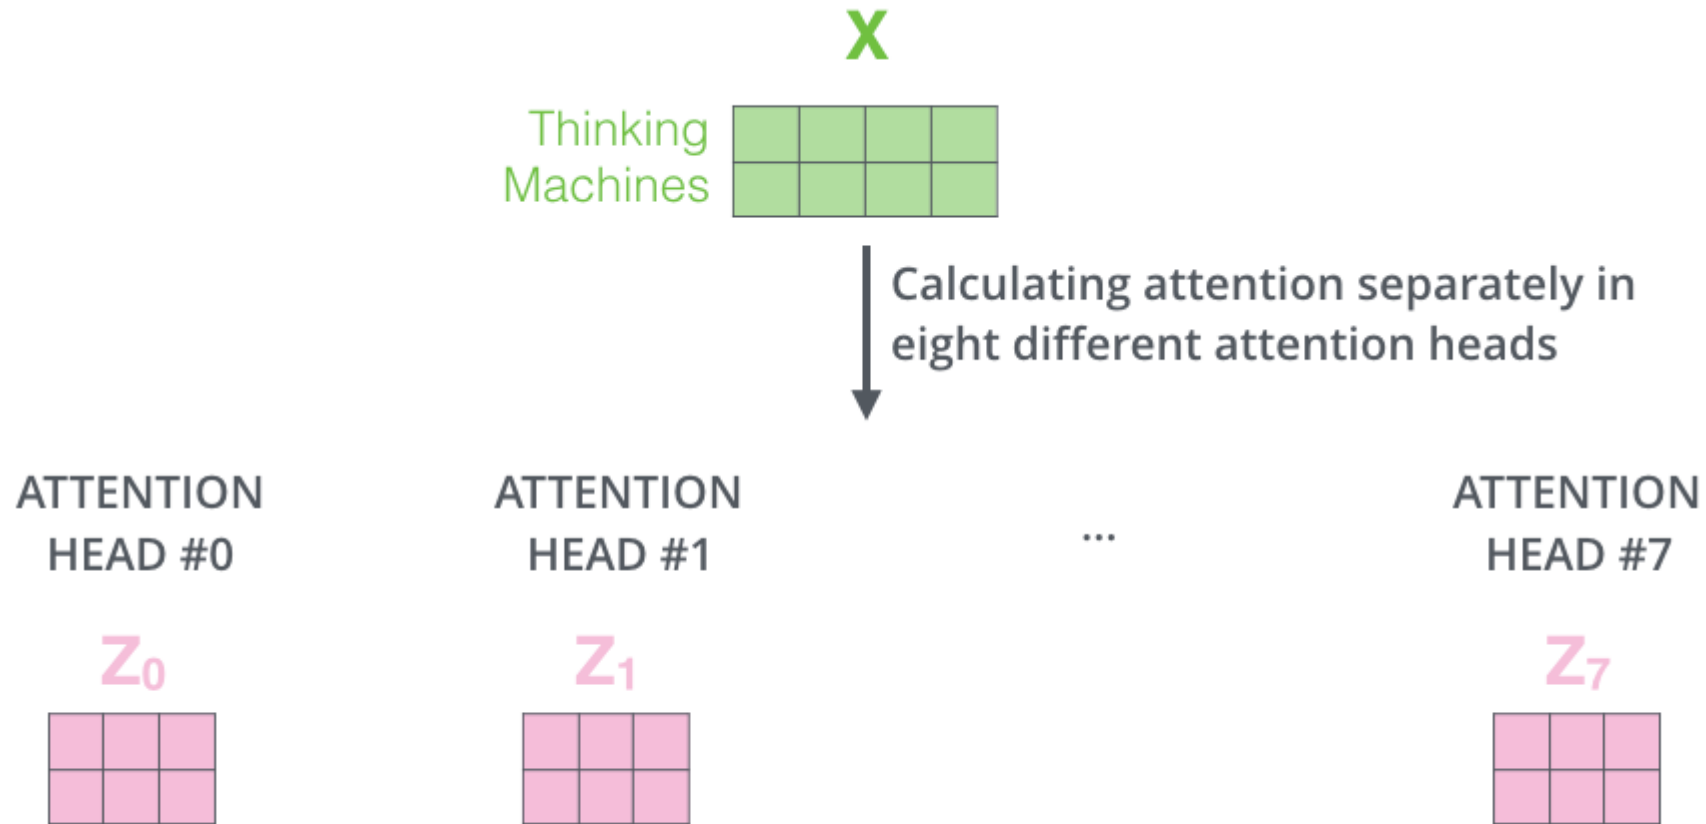 X
Thinking
Machines
Calculating attention separately in
eight different attention heads
ATTENTION
HEAD #0
ATTENTION
HEAD #1
...
ATTENTION
HEAD #7
Z0
Z1
Z7